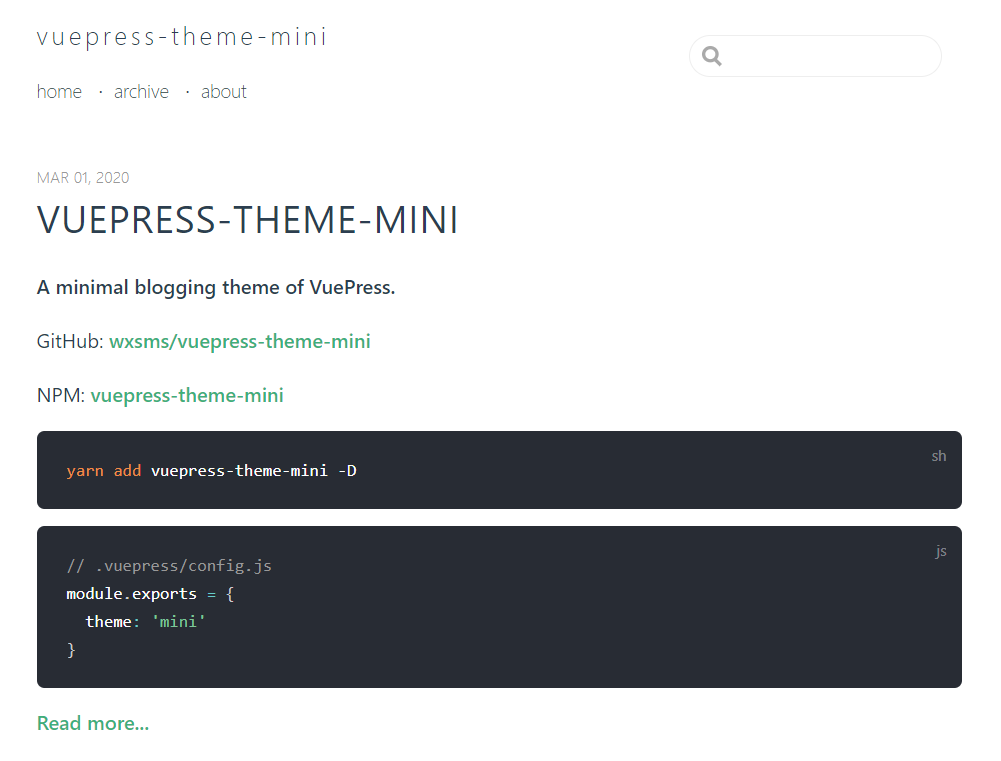 vuepress-theme-mini
home · archive · about
MAR 01, 2020
VUEPRESS-THEME-MINI
A minimal blogging theme of VuePress.
GitHub: wxsms/vuepress-theme-mini
NPM: vuepress-theme-mini
sh
yarn add vuepress-theme-mini -D
js
// .vuepress/config.js
module.exports = {
  theme: 'mini'
}
Read more...